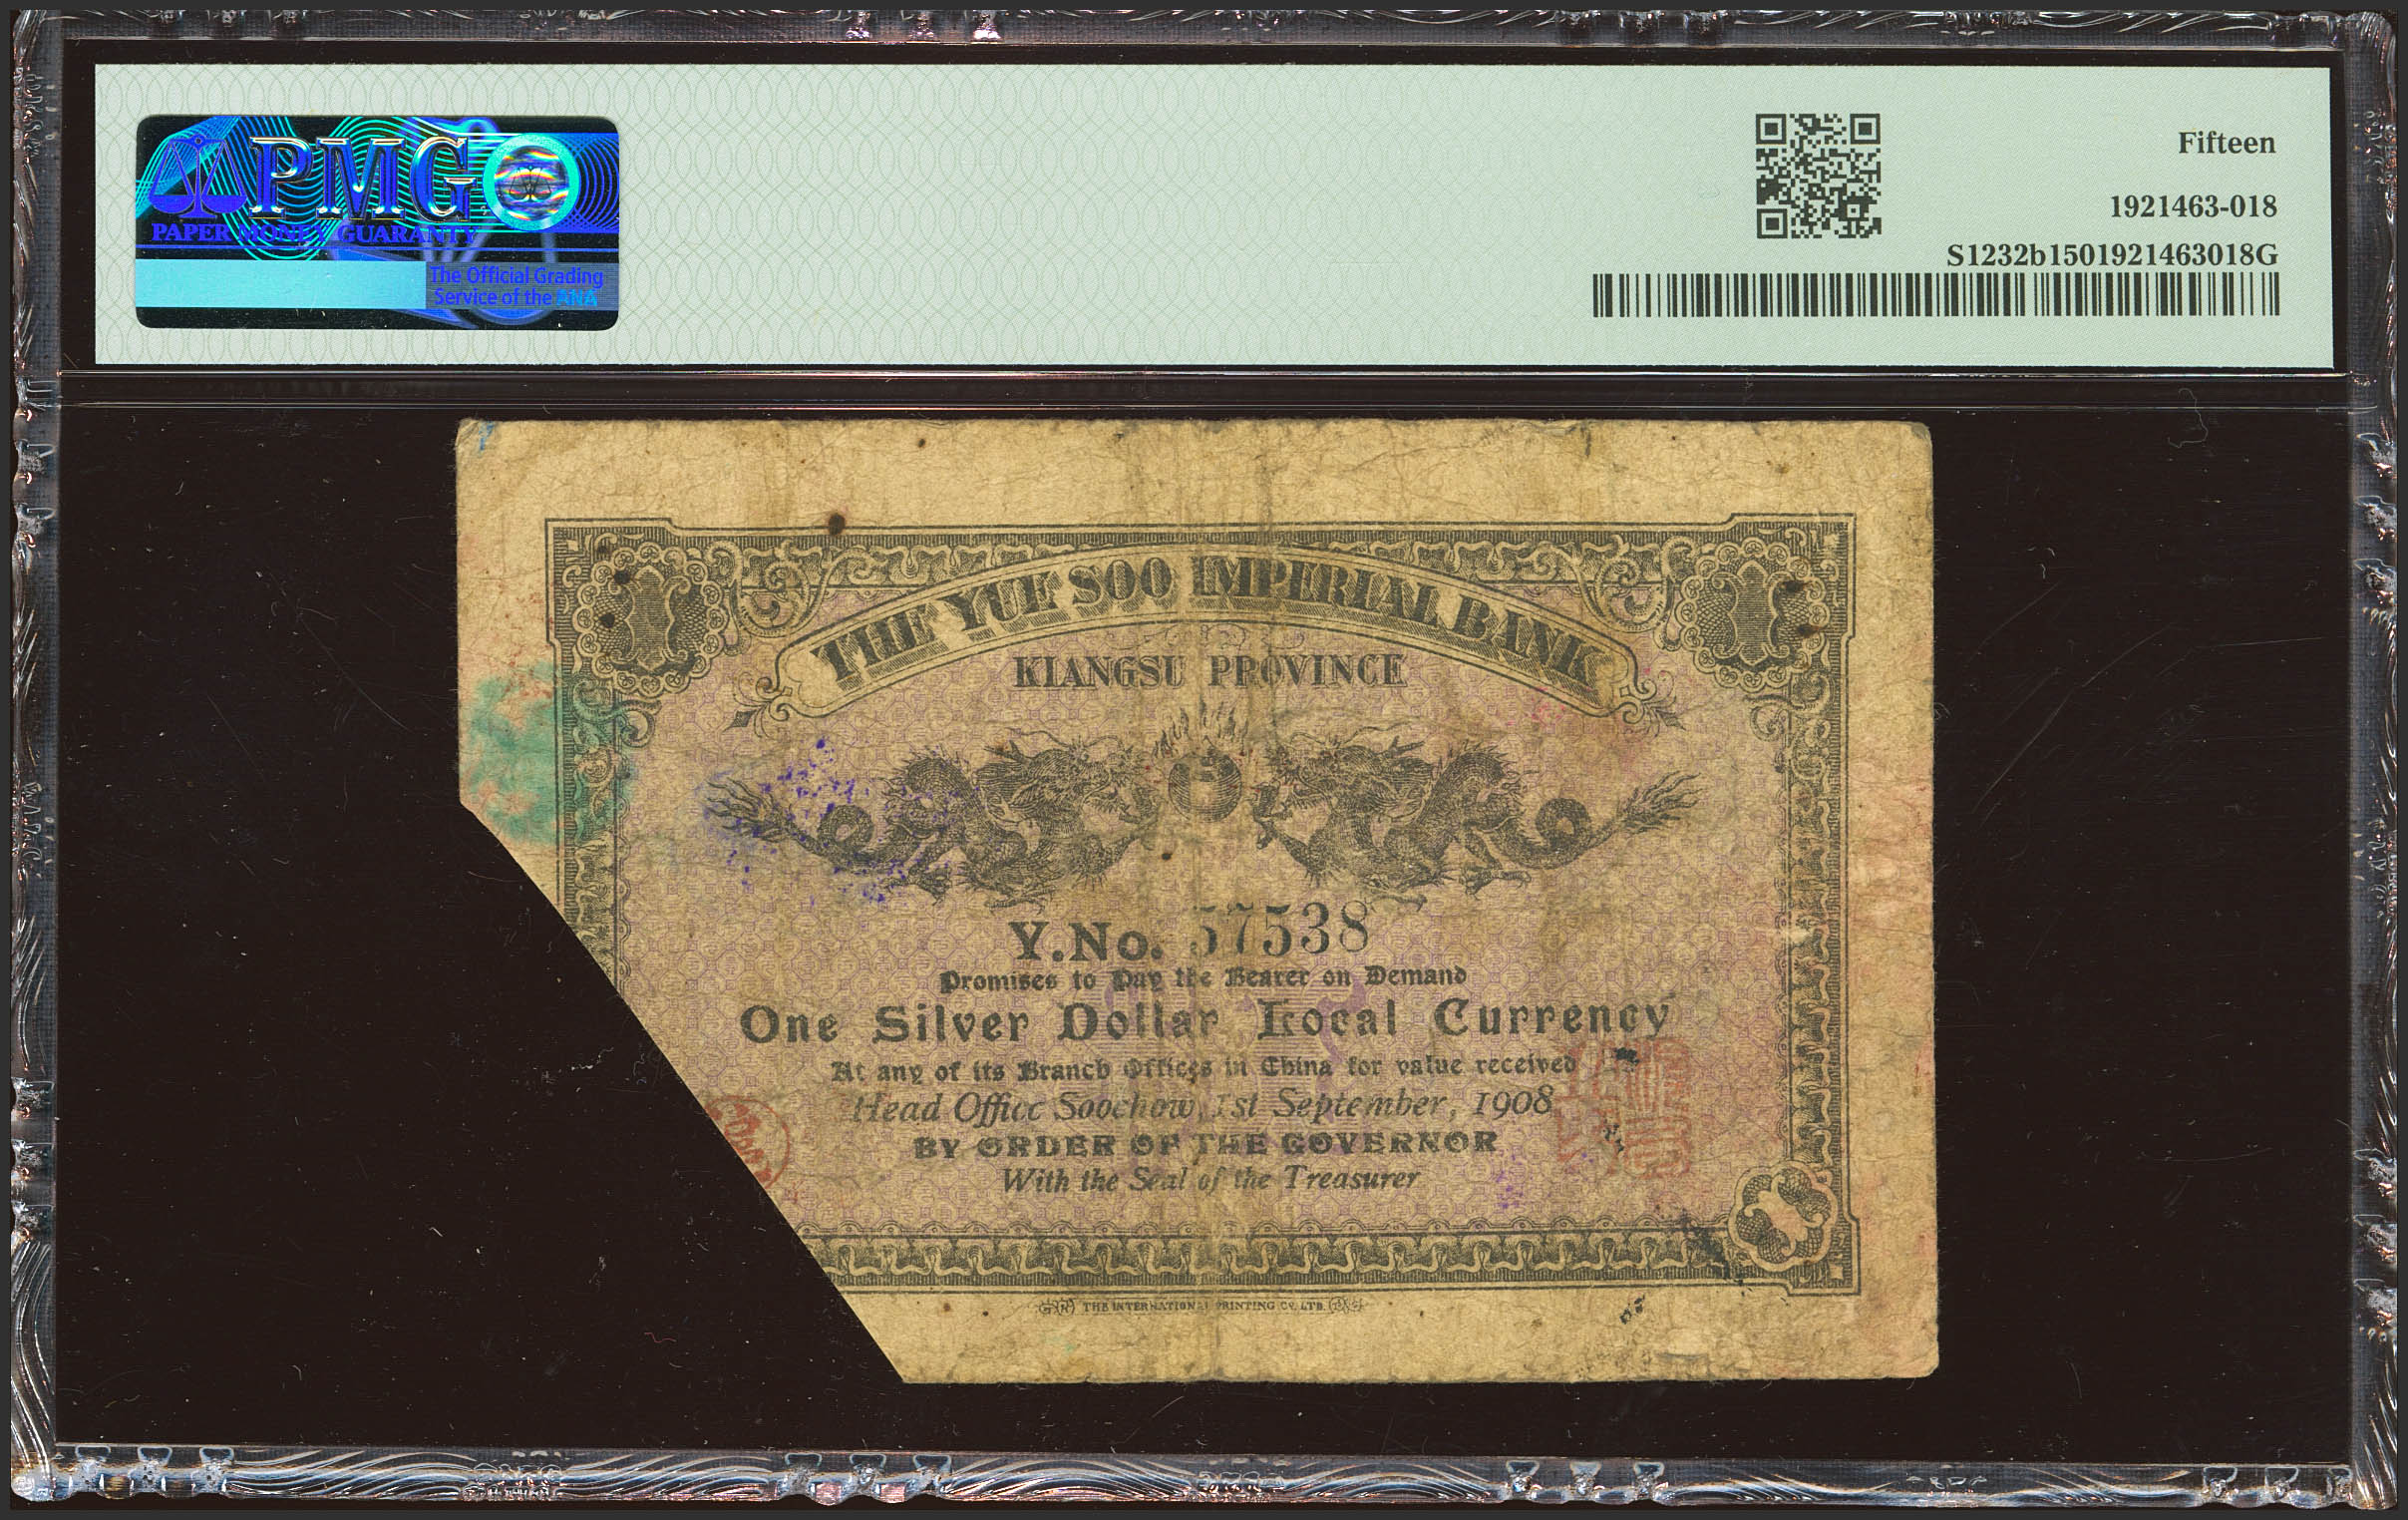 PMG
PAPER MONEY GUARANTY
The Official Grading
Service of the ANA
Fifteen
1921463-018
S1232b1501921463018G
1
1
THE YUE SOO IMPERIAL BANK
KIANGSU PROVINCE
Y.No. 57538
Promises to Pay the Bearer on Demand
One Silver Dollar Local Currency
At any of its Branch Offices in China for value received
Head Office Soochow, 1st September, 1908
BY ORDER OF THE GOVERNOR
With the Seal of the Treasurer
THE INTERNATIONAL PRINTING CO. LTD.